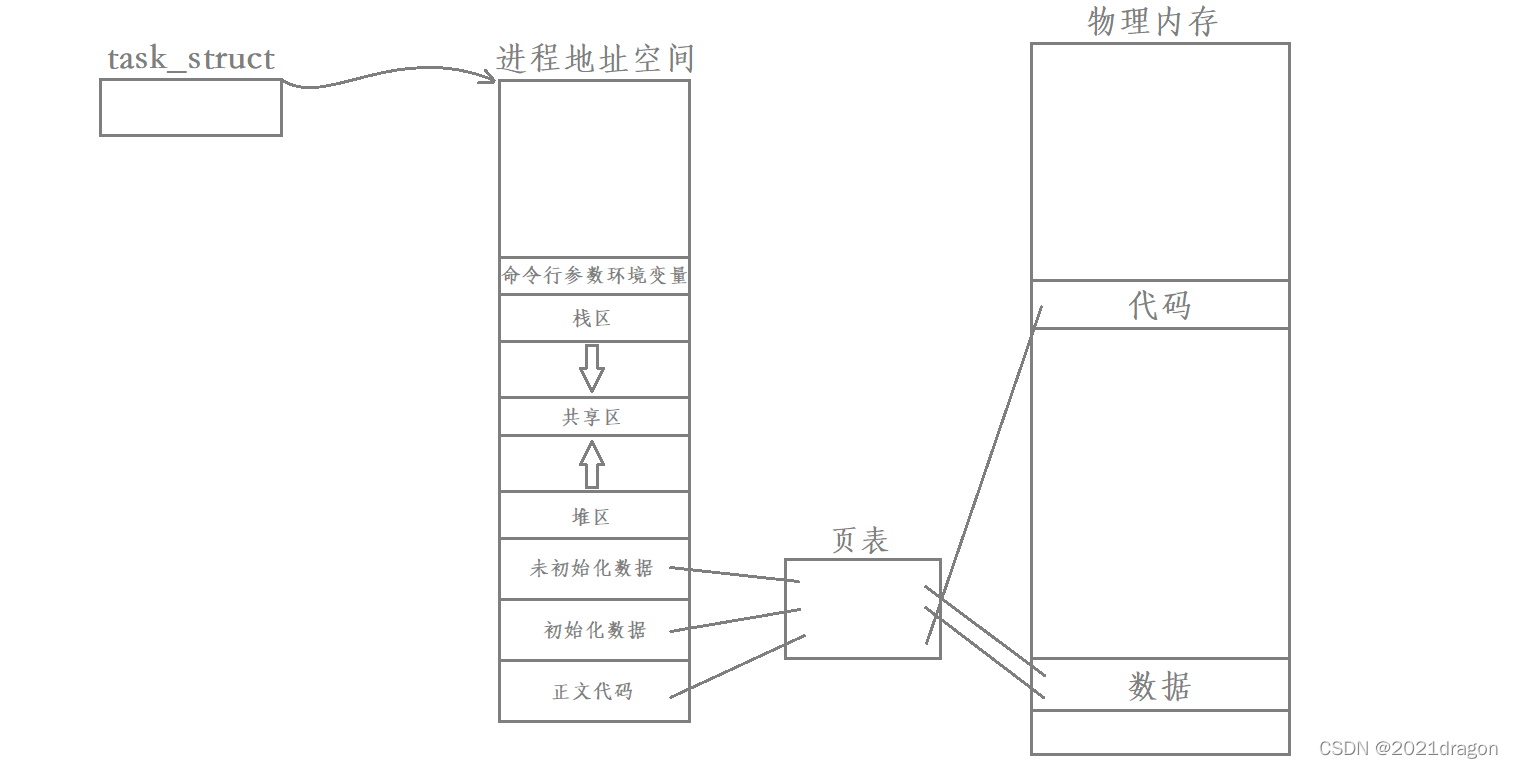 物理内存
task_struct
进程地址空间
命令行参数环境变量
栈区
代码
共享区
堆区
页表
未初始化数据
初始化数据
正文代码
数据
CSDN @2021dragon